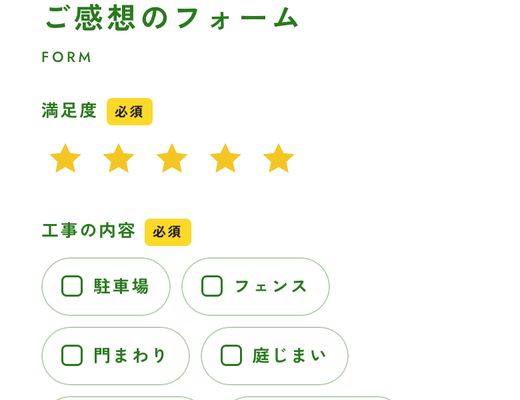 ご感想のフォーム
FORM
満足度 必須
工事の内容 必須
駐車場 フェンス
門まわり 庭じまい